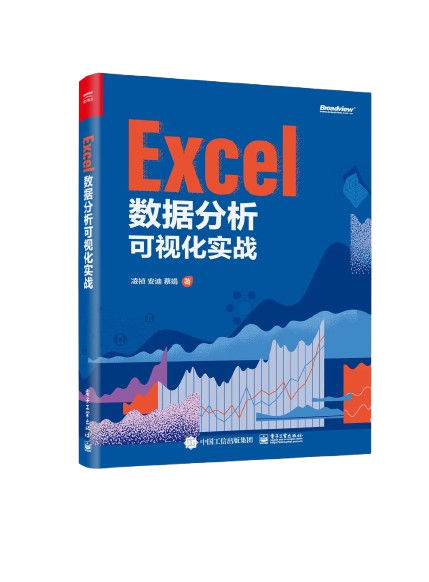 Broadview®
Excel
数据分析
可视化实战
凌祯 安迪 蔡娟 著
中国工信出版集团
电子工业出版社
Excel
数据分析可视化实战